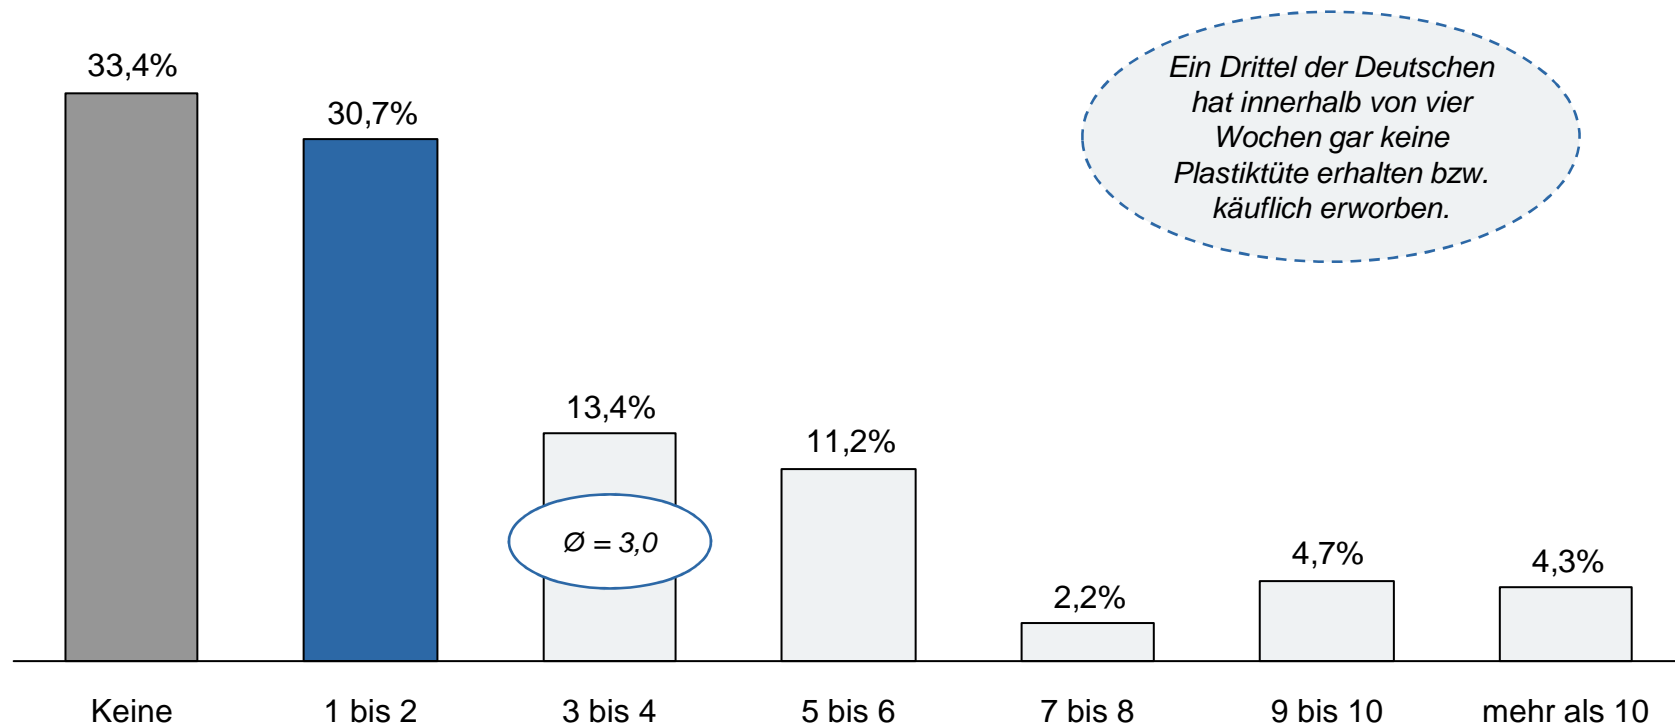 33,4%
30,7%
Ein Drittel der Deutschen
hat innerhalb von vier
Wochen gar keine
Plastiktüte erhalten bzw.
käuflich erworben.
13,4%
11,2%
Ø = 3,0
2,2%
4,7%
4,3%
Keine
1 bis 2
3 bis 4
5 bis 6
7 bis 8
9 bis 10
mehr als 10